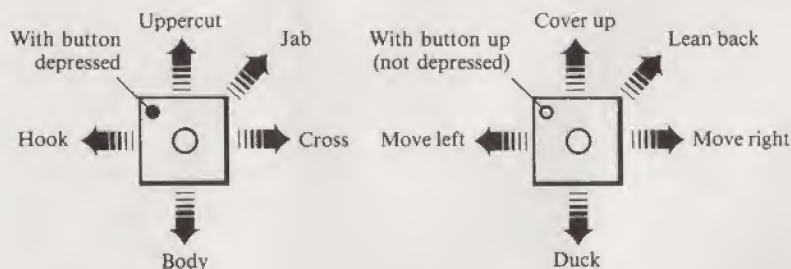 Uppercut
With button
depressed
Jab
Hook
Cross
Body
Cover up
With button up
(not depressed)
Lean back
Move left
Move right
Duck